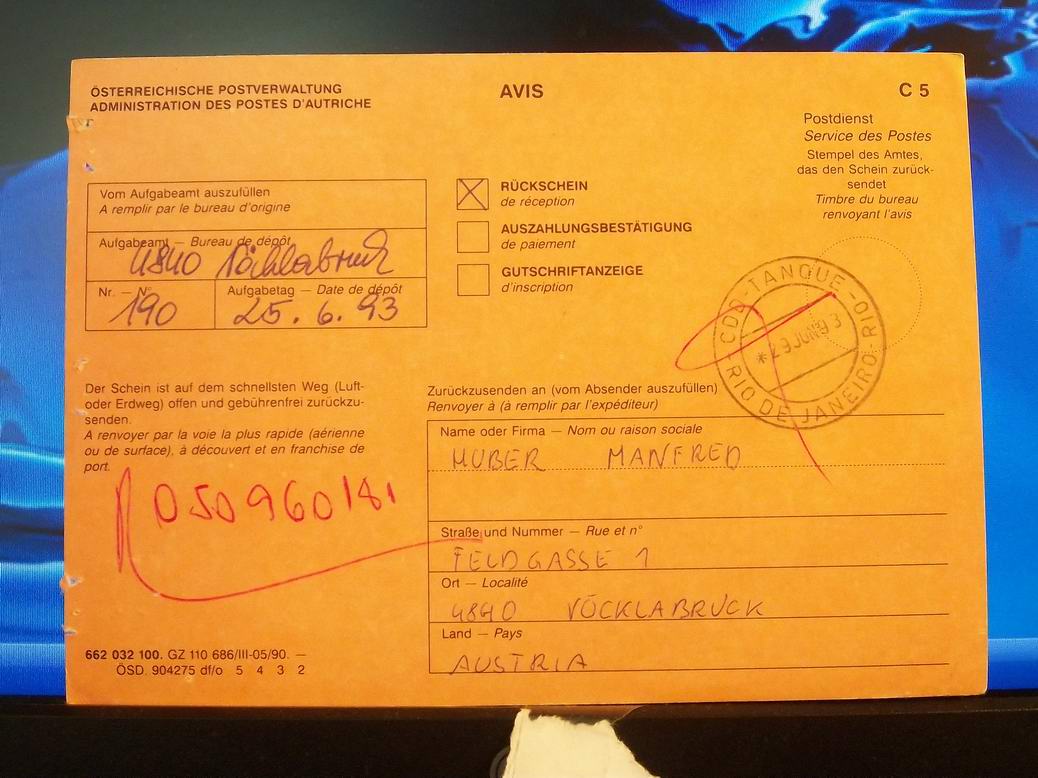 ÖSTERREICHISCHE POSTVERWALTUNG
ADMINISTRATION DES POSTES D'AUTRICHE
AVIS
C 5
Postdienst
Service des Postes
Stempel des Amtes,
das den Schein zurück-
sendet
Timbre du bureau
renvoyant l'avis
Vom Aufgabeamt auszufüllen
A remplir par le bureau d'origine
Aufgabeamt — Bureau de dépôt
4840 Vöcklabruck
Nr. — N°
190
Aufgabetag — Date de dépôt
25. 6. 93
RÜCKSCHEIN
de réception
AUSZAHLUNGSBESTÄTIGUNG
de paiement
GUTSCHRIFTANZEIGE
d'inscription
CDD-TANQUE-RIO-RJ
*29 JUN 93
RIO DE JANEIRO
Der Schein ist auf dem schnellsten Weg (Luft-
oder Erdweg) offen und gebührenfrei zurückzu-
senden.
A renvoyer par la voie la plus rapide (aérienne
ou de surface), à découvert et en franchise de
port.
050960181
Zurückzusenden an (vom Absender auszufüllen)
Renvoyer à (à remplir par l'expéditeur)
Name oder Firma — Nom ou raison sociale
HUBER MANFRED
Straße und Nummer — Rue et n°
FELDGASSE 1
Ort — Localité
4840 VÖCKLABRUCK
Land — Pays
AUSTRIA
662 032 100. GZ 110 686/III-05/90. —
ÖSD 904275 df/o 5 4 3 2